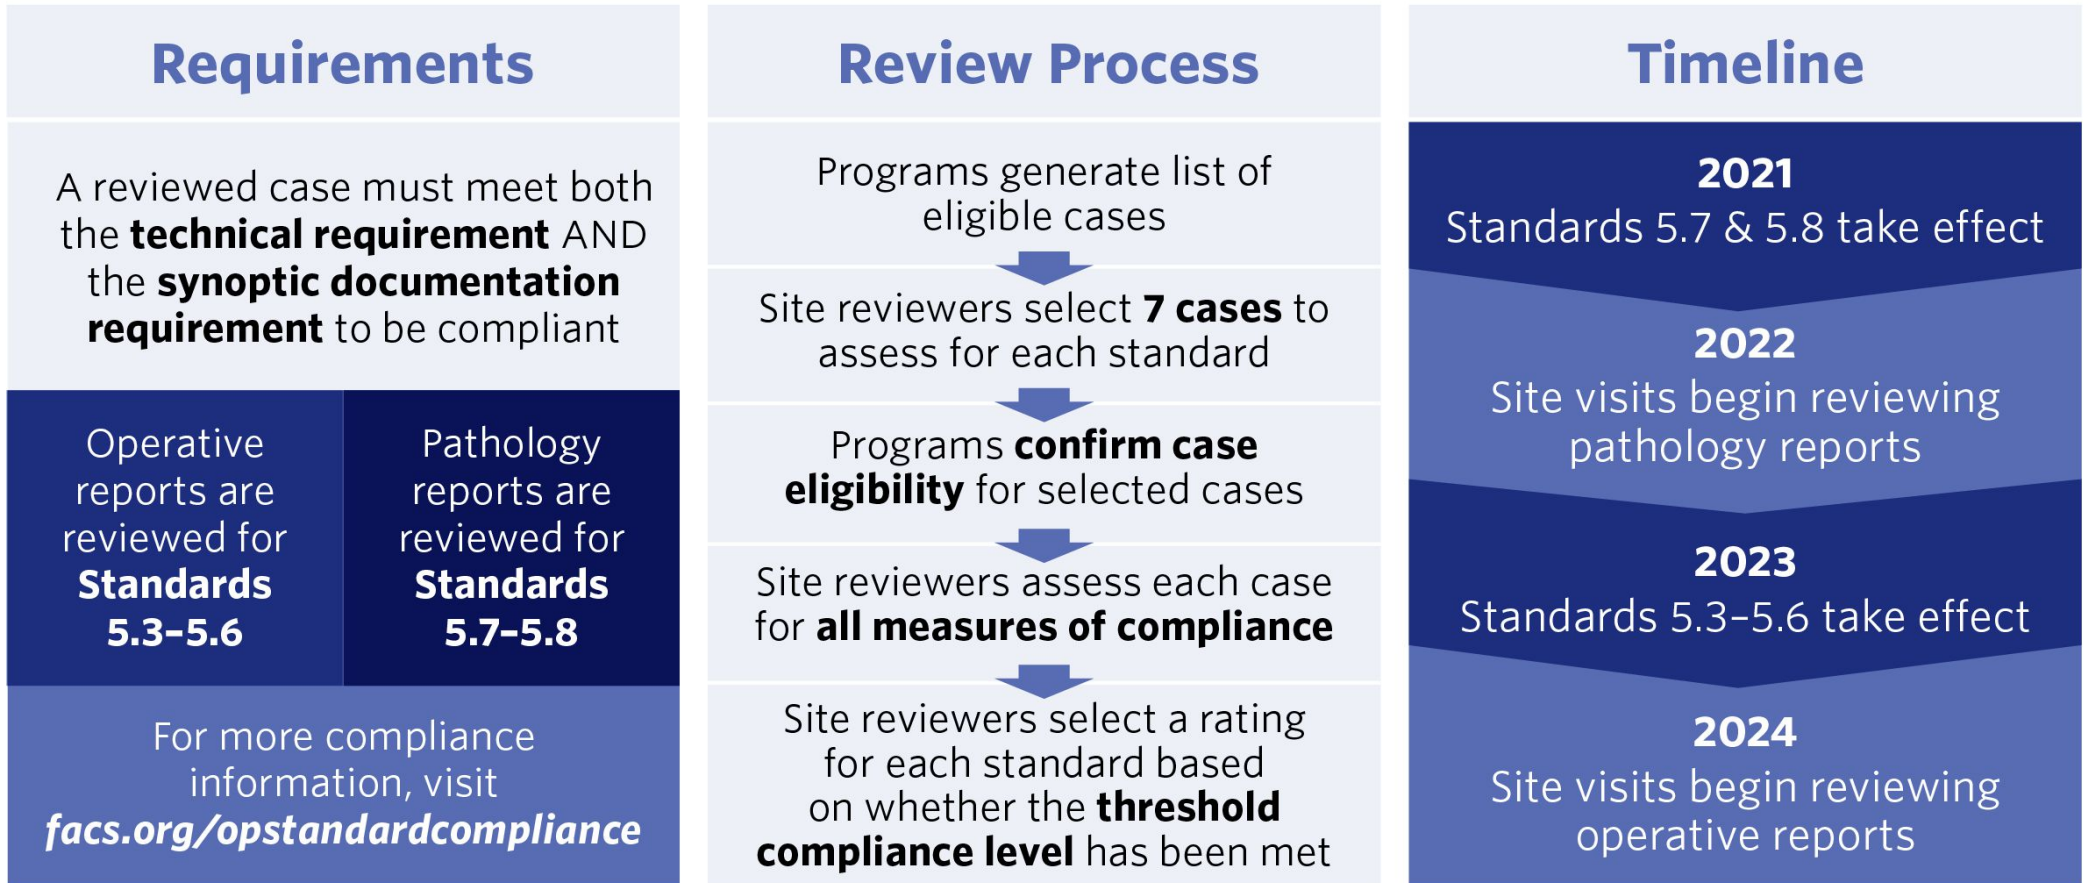 Requirements
A reviewed case must meet both
the technical requirement AND
the synoptic documentation
requirement to be compliant
Operative
reports are
reviewed for
Standards
5.3–5.6
Pathology
reports are
reviewed for
Standards
5.7–5.8
For more compliance
information, visit
facs.org/opstandardcompliance
Review Process
Programs generate list of
eligible cases
Site reviewers select 7 cases to
assess for each standard
Programs confirm case
eligibility for selected cases
Site reviewers assess each case
for all measures of compliance
Site reviewers select a rating
for each standard based
on whether the threshold
compliance level has been met
Timeline
2021
Standards 5.7 & 5.8 take effect
2022
Site visits begin reviewing
pathology reports
2023
Standards 5.3–5.6 take effect
2024
Site visits begin reviewing
operative reports